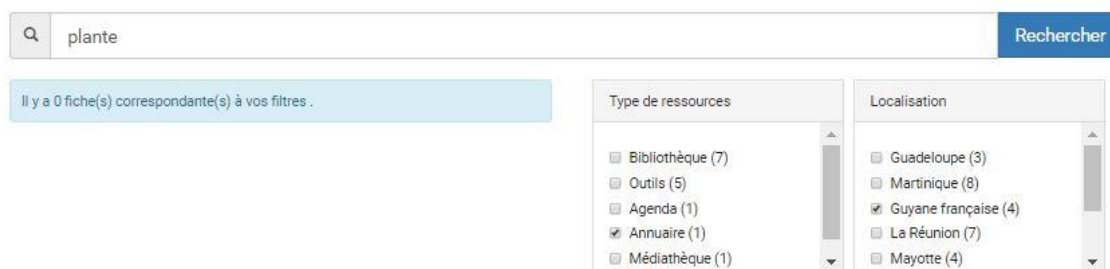 plante
Rechercher
Il y a 0 fiche(s) correspondante(s) à vos filtres .
Type de ressources
Bibliothèque (7)
Outils (5)
Agenda (1)
Annuaire (1)
Médiathèque (1)
Localisation
Guadeloupe (3)
Martinique (8)
Guyane française (4)
La Réunion (7)
Mayotte (4)